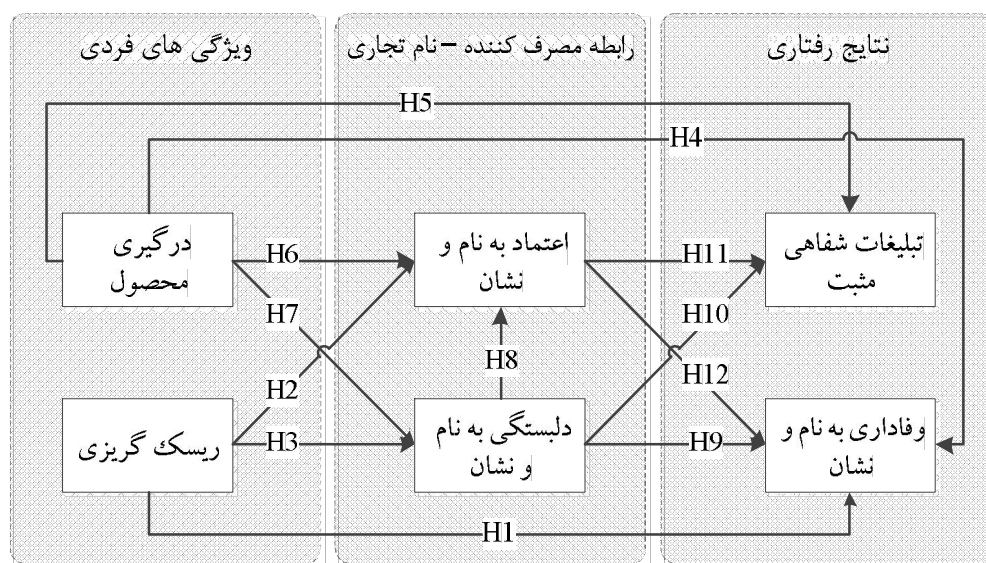 نتایج رفتاری
رابطه مصرف کننده – نام تجاری
ویژگی های فردی
H5
H4
تبلیغات شفاهی
مثبت
اعتماد به نام و
نشان
درگیری
محصول
H11
H6
H10
H7
H8
H12
H2
وفاداری به نام و
نشان
دلبستگی به نام
و نشان
ریسک گریزی
H9
H3
H1